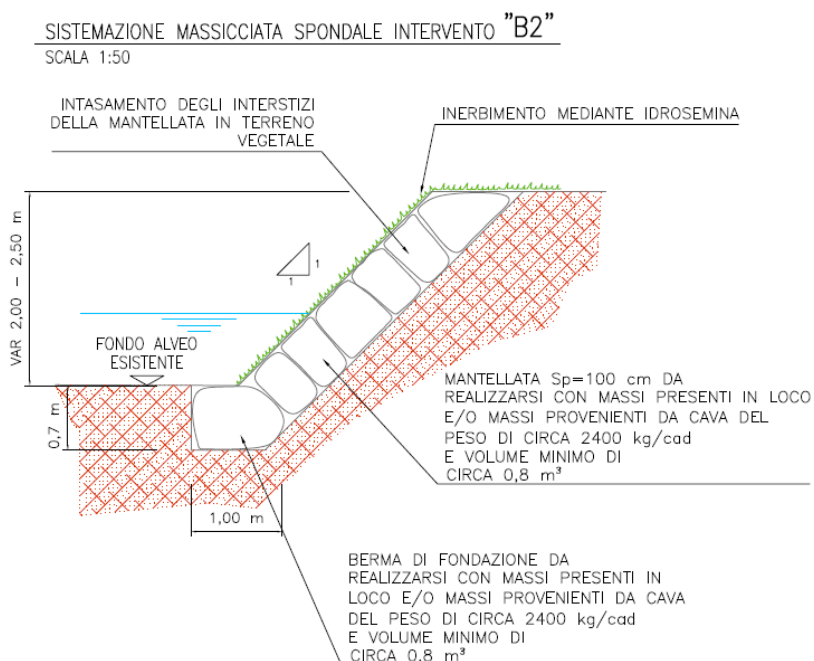 SISTEMAZIONE MASSICCIATA SPONDALE INTERVENTO "B2"
SCALA 1:50
INTASAMENTO DEGLI INTERSTIZI
DELLA MANTELLATA IN TERRENO
VEGETALE
INERBIMENTO MEDIANTE IDROSEMINA
VAR 2,00 - 2,50 m
1
1
FONDO ALVEO
ESISTENTE
0,7 m
1,00 m
MANTELLATA Sp=100 cm DA
REALIZZARSI CON MASSI PRESENTI IN LOCO
E/O MASSI PROVENIENTI DA CAVA DEL
PESO DI CIRCA 2400 kg/cad
E VOLUME MINIMO DI
CIRCA 0,8 m³
BERMA DI FONDAZIONE DA
REALIZZARSI CON MASSI PRESENTI IN
LOCO E/O MASSI PROVENIENTI DA CAVA
DEL PESO DI CIRCA 2400 kg/cad
E VOLUME MINIMO DI
CIRCA 0,8 m³